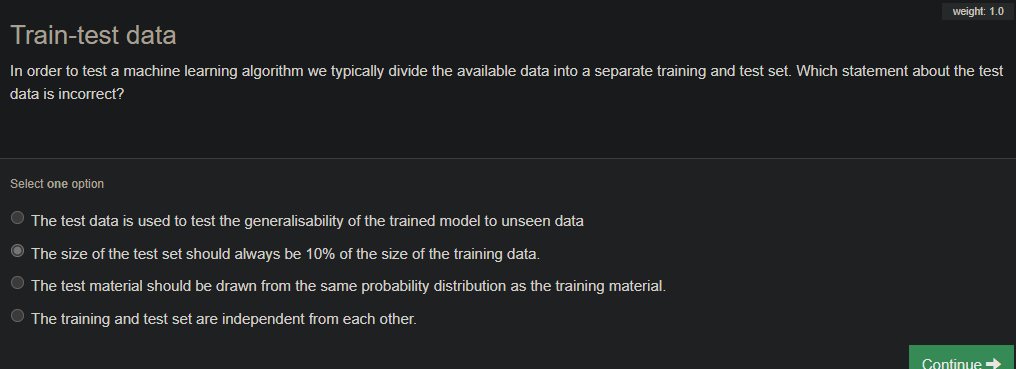 weight: 1.0
Train-test data
In order to test a machine learning algorithm we typically divide the available data into a separate training and test set. Which statement about the test
data is incorrect?
Select one option
The test data is used to test the generalisability of the trained model to unseen data
The size of the test set should always be 10% of the size of the training data.
The test material should be drawn from the same probability distribution as the training material.
The training and test set are independent from each other.
Continue